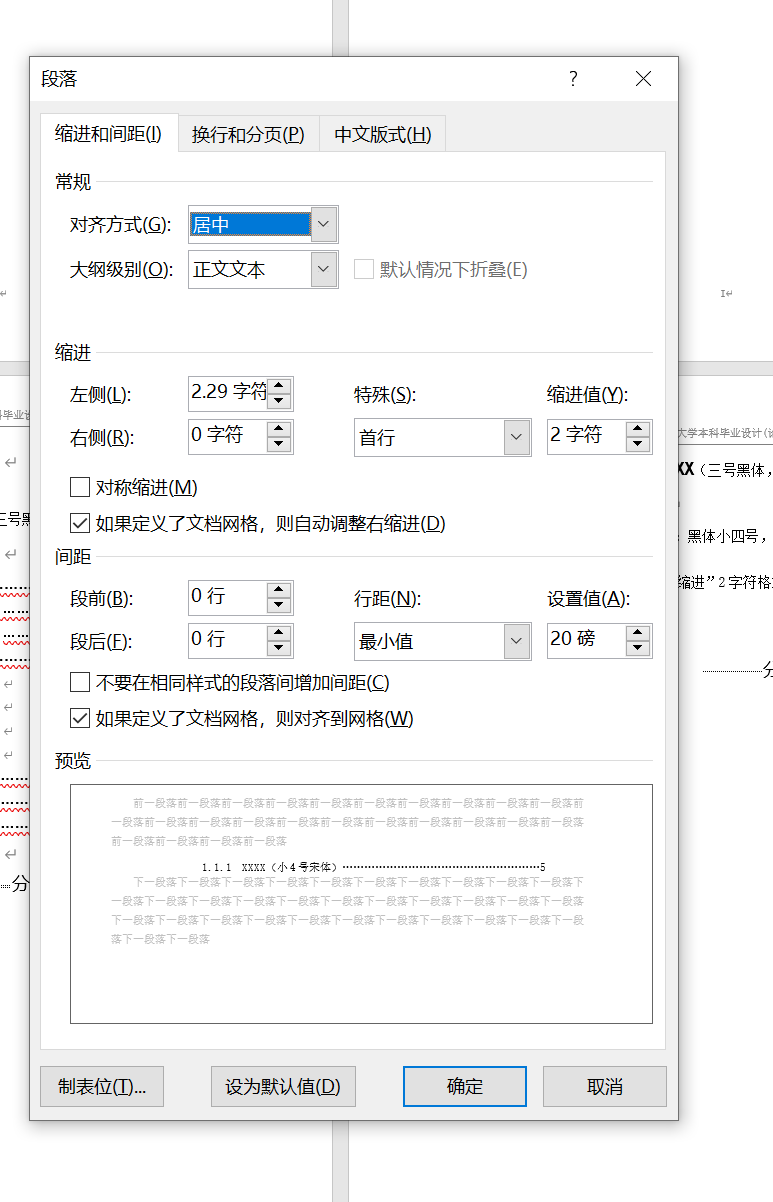 段落
?
缩进和间距(I) 换行和分页(P) 中文版式(H)
常规
对齐方式(G): 居中
大纲级别(O): 正文文本 默认情况下折叠(E)
缩进
左侧(L): 2.29 字符 特殊(S): 缩进值(Y):
右侧(R): 0 字符 首行 2 字符
大学本科毕业设计(
XX（三号黑体，
对称缩进(M)
三号黑
如果定义了文档网格，则自动调整右缩进(D)
：黑体小四号，
间距
缩进”2字符格
段前(B): 0 行 行距(N): 设置值(A):
段后(F): 0 行 最小值 20 磅
不要在相同样式的段落间增加间距(C)
分
如果定义了文档网格，则对齐到网格(W)
预览
前一段落前一段落前一段落前一段落前一段落前一段落前一段落前一段落前一段落前一段落前
一段落前一段落前一段落前一段落前一段落前一段落前一段落前一段落前一段落前一段落前一段落
前一段落前一段落前一段落前一段落
1.1.1 XXXX（小4号宋体）……………………………………………5
下一段落下一段落下一段落下一段落下一段落下一段落下一段落下一段落下一段落下一段落下
一段落下一段落下一段落下一段落下一段落下一段落下一段落下一段落下一段落下一段落下一段落
下一段落下一段落下一段落下一段落下一段落下一段落下一段落下一段落下一段落下一段落下一段
落下一段落下一段落
分
制表位(T)... 设为默认值(D) 确定 取消